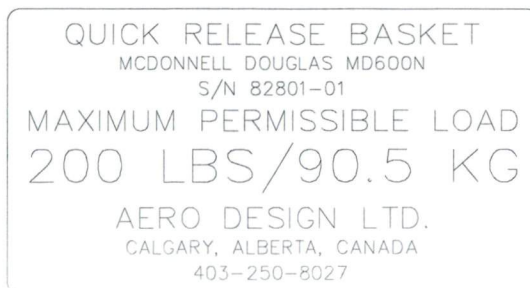 QUICK RELEASE BASKET
MCDONNELL DOUGLAS MD600N
S/N 82801-01
MAXIMUM PERMISSIBLE LOAD
200 LBS/90.5 KG
AERO DESIGN LTD.
CALGARY, ALBERTA, CANADA
403-250-8027